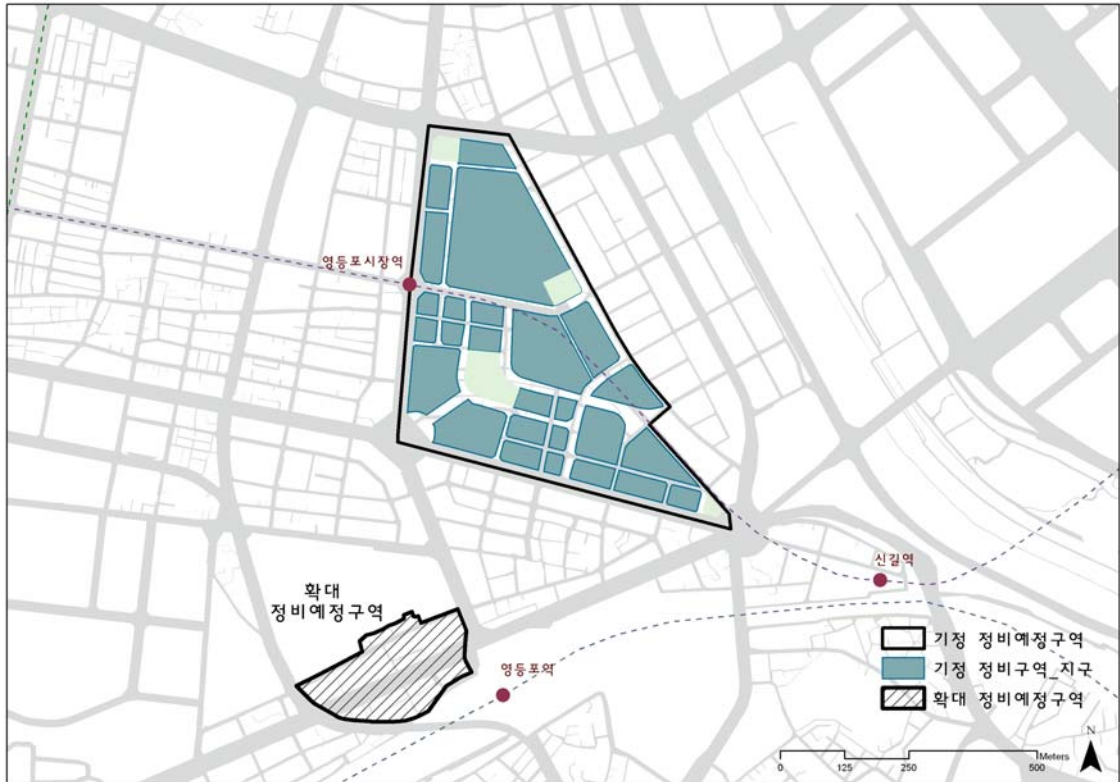 영등포시장역
신길역
확대
정비예정구역
영등포역
기정 정비예정구역
기정 정비구역_지구
확대 정비예정구역
N
Meters
0 125 250 500